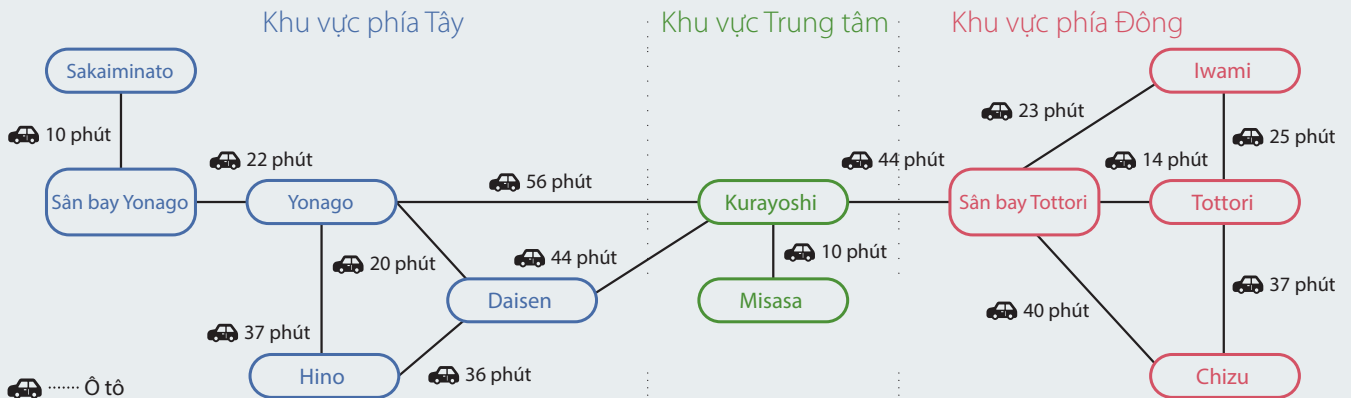 Khu vực phía Tây
Khu vực Trung tâm
Khu vực phía Đông
Sakaiminato
Iwami
23 phút
10 phút
25 phút
22 phút
44 phút
14 phút
56 phút
Sân bay Yonago
Yonago
Kurayoshi
Sân bay Tottori
Tottori
20 phút
44 phút
10 phút
Daisen
Misasa
37 phút
40 phút
37 phút
Hino
36 phút
Chizu
....... Ô tô